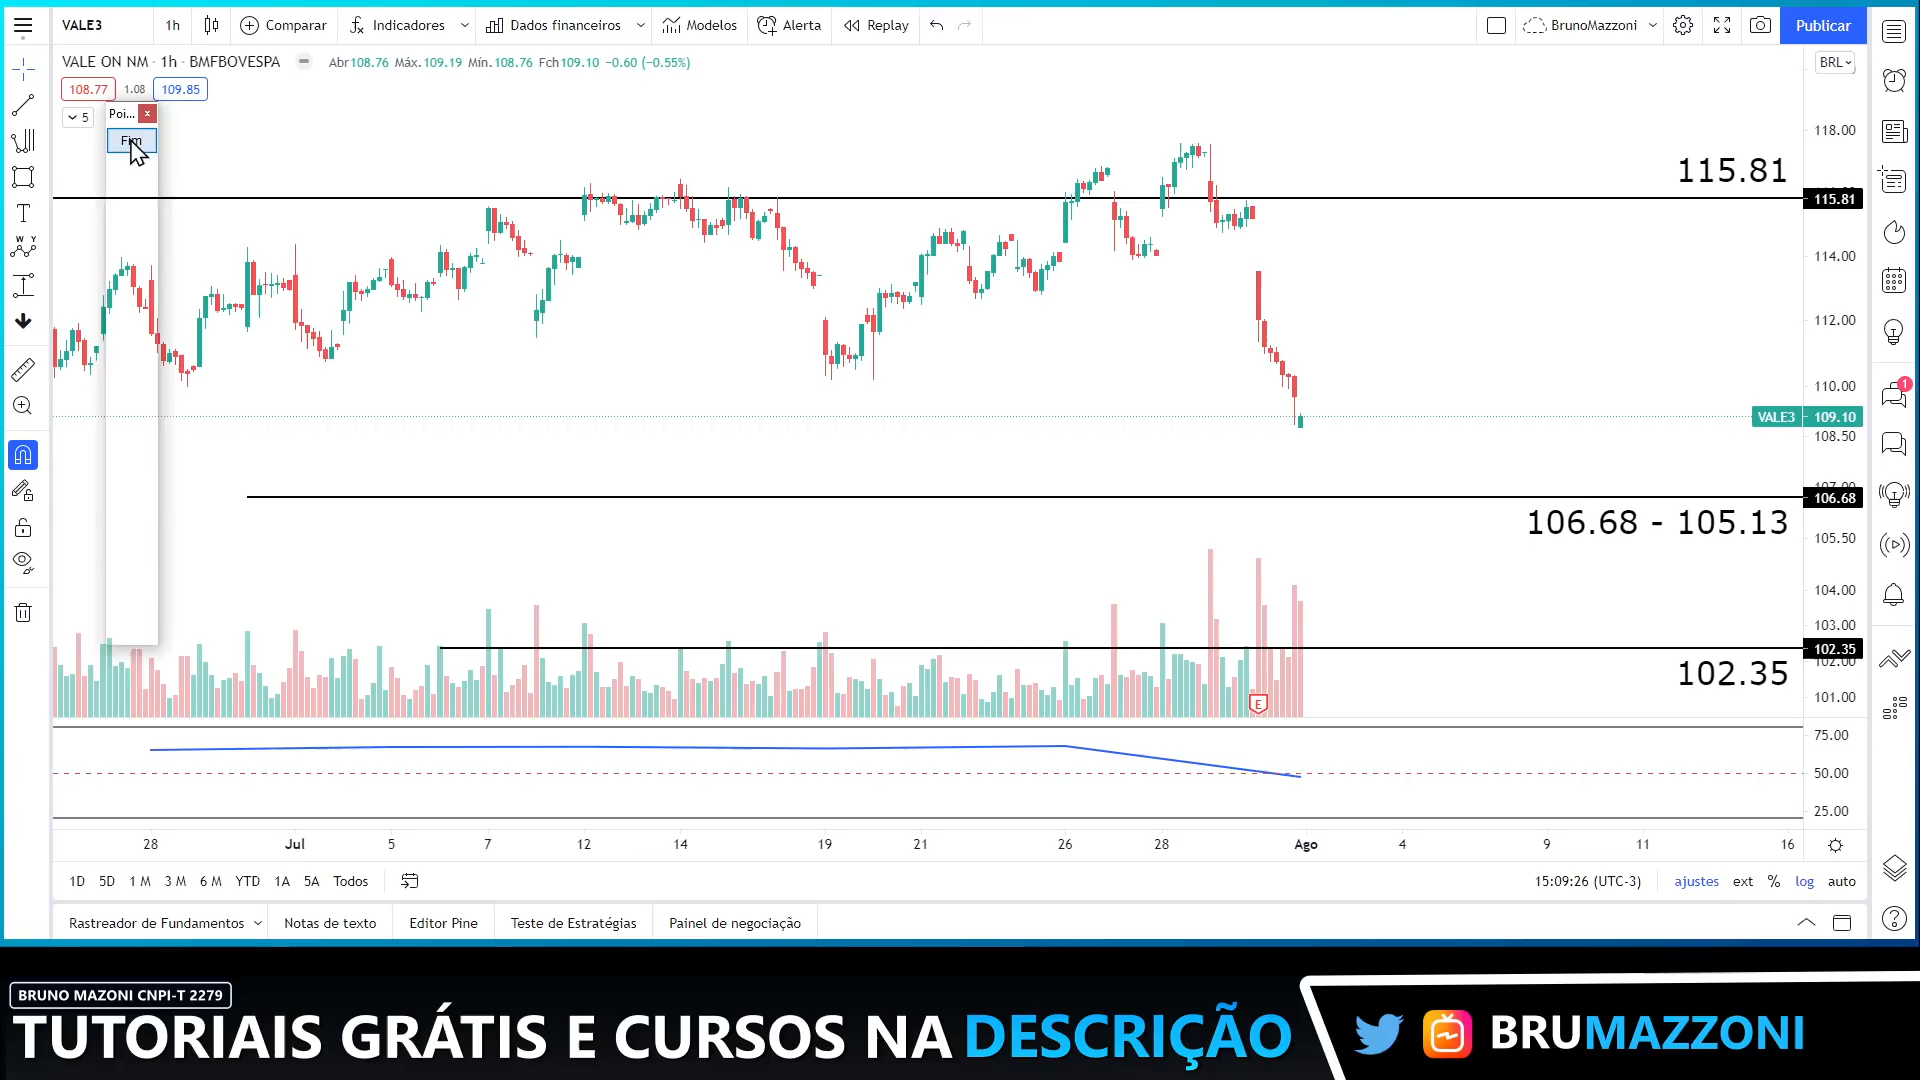 VALE3 1h Comparar Indicadores Dados financeiros Modelos Alerta Replay BrunoMazzoni Publicar
VALE ON NM · 1h · BMFBOVESPA Abr108.76 Máx.109.19 Mín.108.76 Fch109.10 -0.60 (-0.55%) BRL
108.77 1.08 109.85
5 Poi... x
Fim
118.00
115.81
115.81
114.00
112.00
110.00
VALE3 109.10
108.50
106.68
106.68 - 105.13
105.50
104.00
103.00
102.35
102.00
102.35
101.00
E
75.00
50.00
25.00
28 Jul 5 7 12 14 19 21 26 28 Ago 4 9 11 16
1D 5D 1 M 3 M 6 M YTD 1A 5A Todos 15:09:26 (UTC-3) ajustes ext % log auto
Rastreador de Fundamentos Notas de texto Editor Pine Teste de Estratégias Painel de negociação
W Y
1
BRUNO MAZONI CNPI-T 2279
TUTORIAIS GRÁTIS E CURSOS NA DESCRIÇÃO
BRUMAZZONI